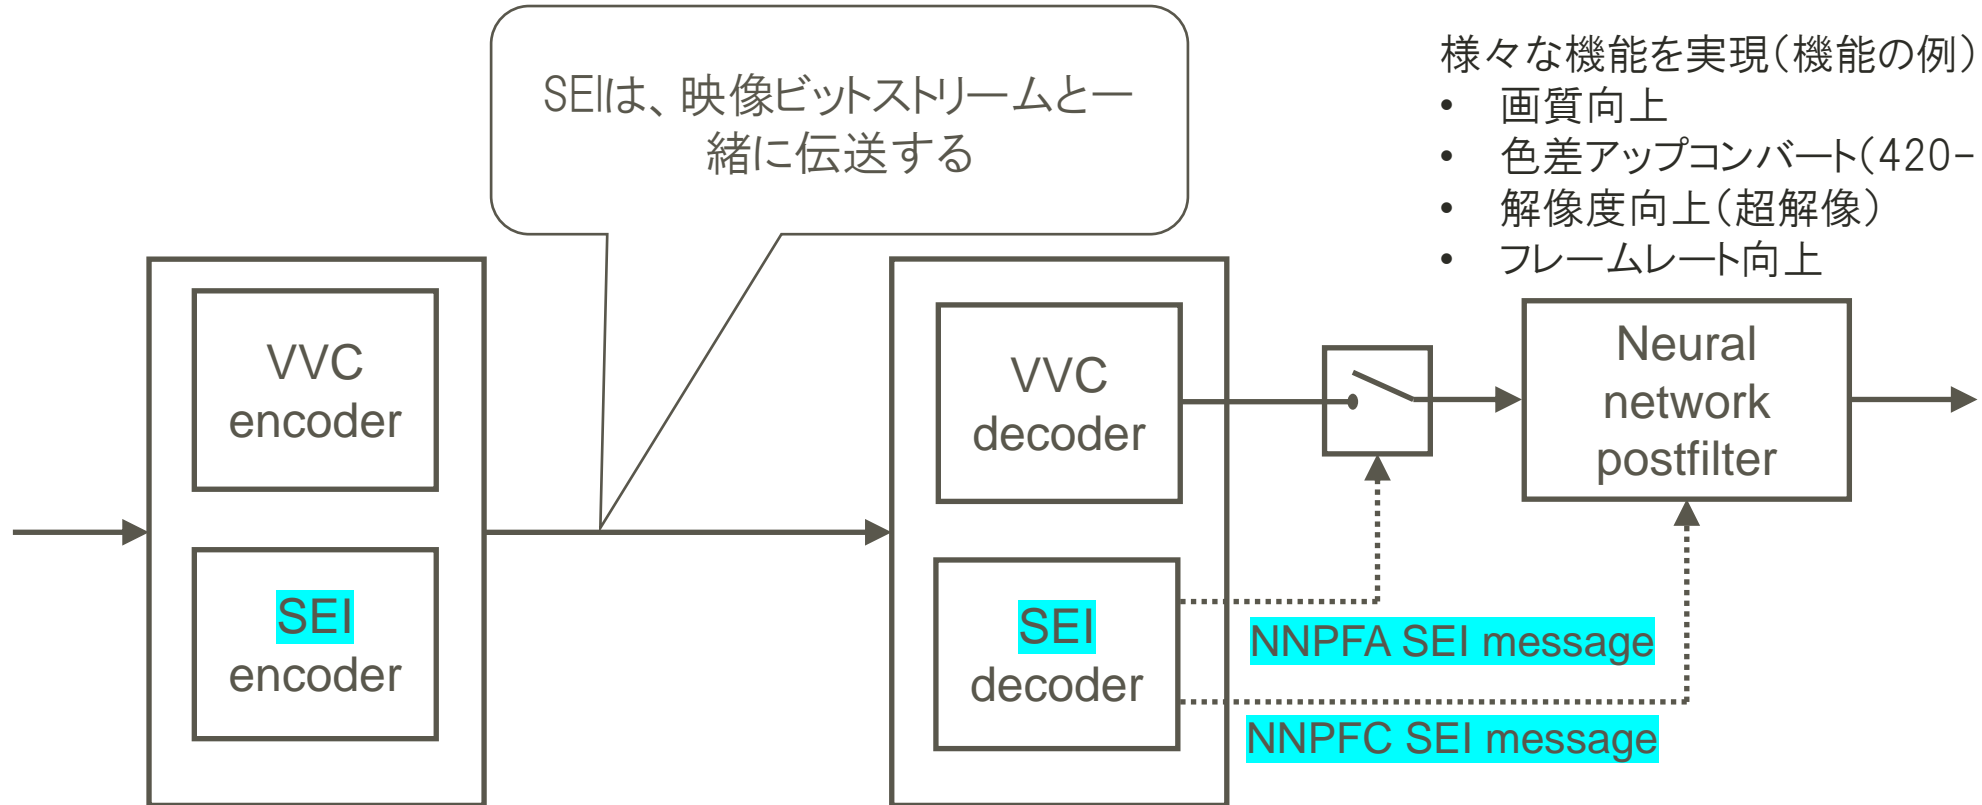 SEIは、映像ビットストリームと一
緒に伝送する
様々な機能を実現(機能の例)
• 画質向上
• 色差アップコンバート(420-
• 解像度向上(超解像)
• フレームレート向上
VVC
encoder
SEI
encoder
VVC
decoder
SEI
decoder
Neural
network
postfilter
NNPFA SEI message
NNPFC SEI message